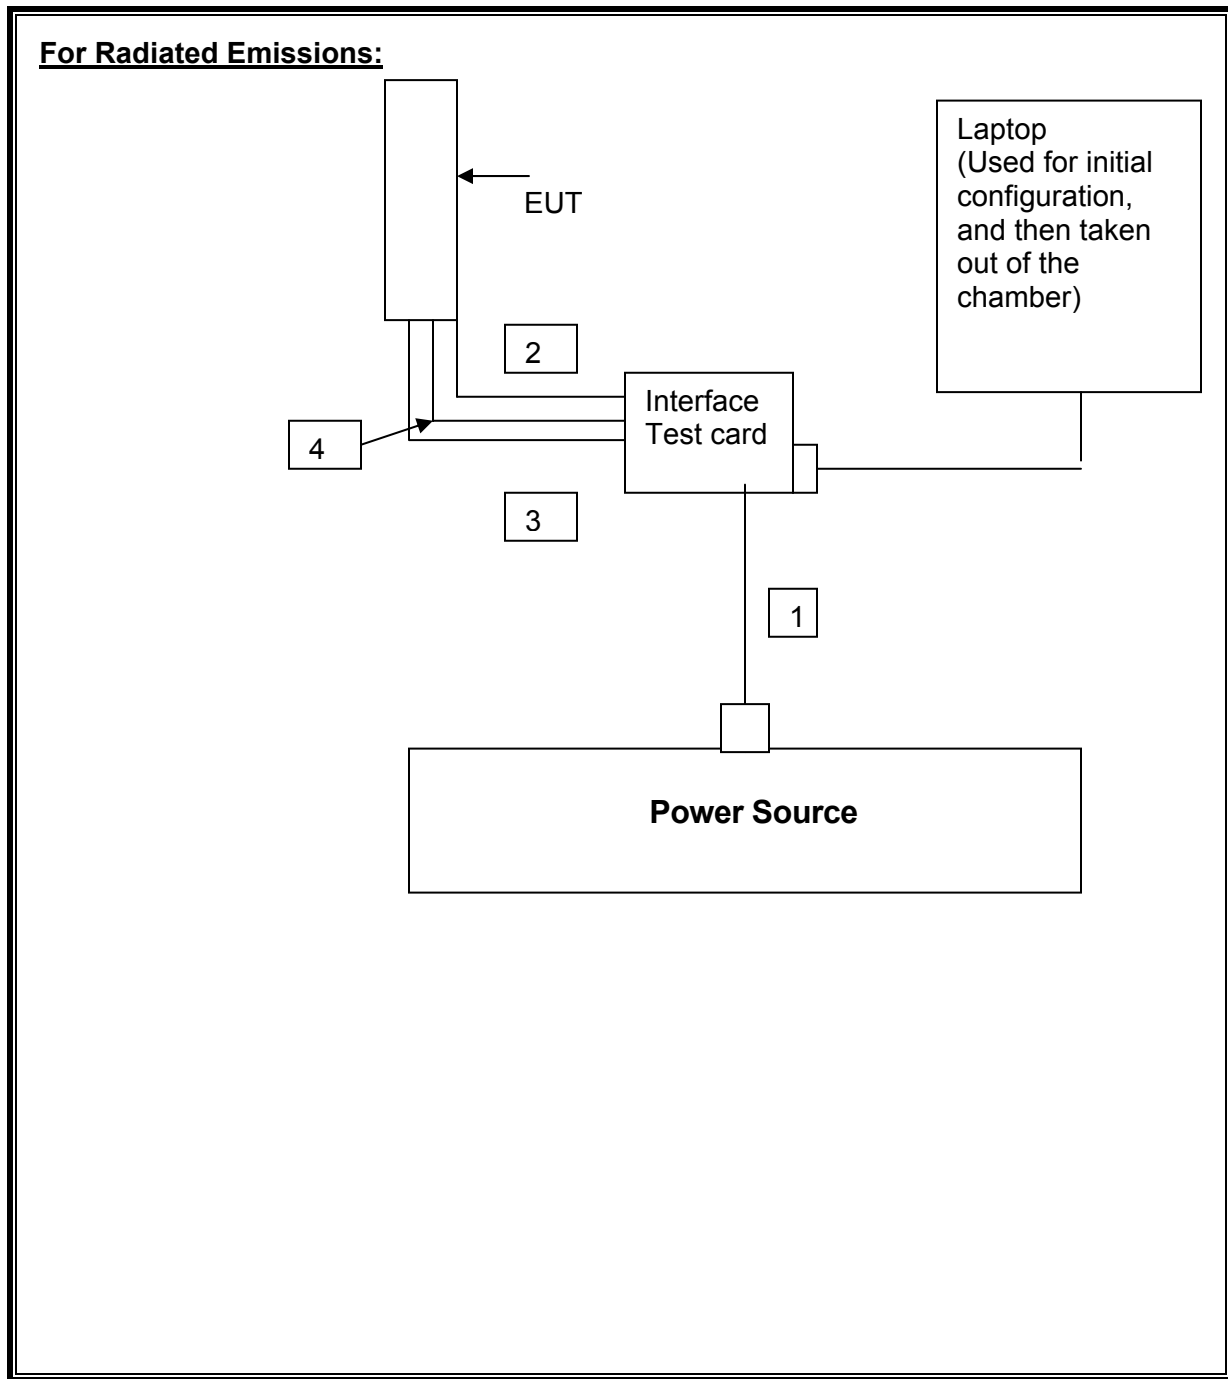 For Radiated Emissions:
Laptop
(Used for initial
configuration,
and then taken
out of the
chamber)
EUT
2
Interface
Test card
4
3
1
Power Source